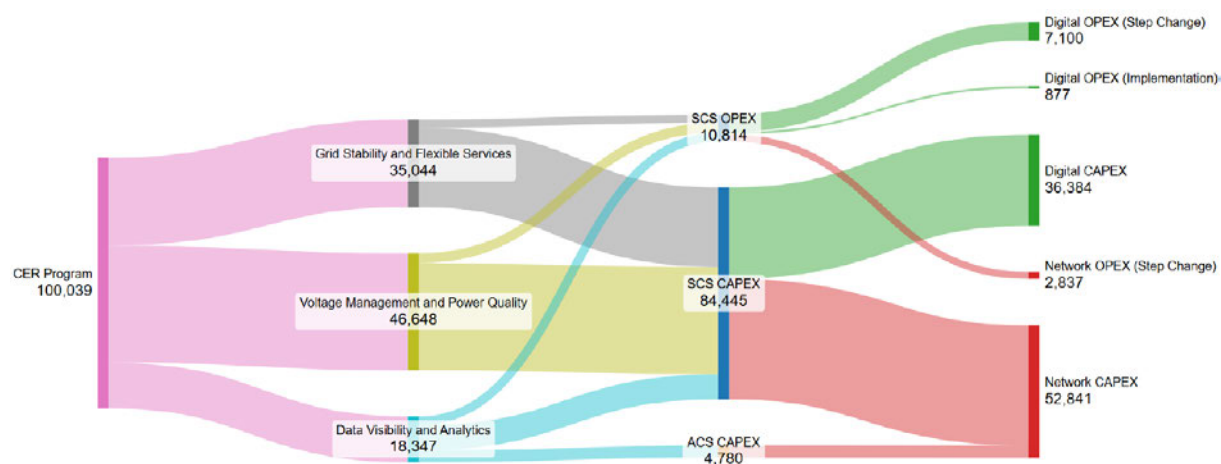 CER Program
100,039
Grid Stability and Flexible Services
35,044
Voltage Management and Power Quality
46,648
Data Visibility and Analytics
18,347
SCS OPEX
10,814
SCS CAPEX
84,445
ACS CAPEX
4,780
Digital OPEX (Step Change)
7,100
Digital OPEX (Implementation)
877
Digital CAPEX
36,384
Network OPEX (Step Change)
2,837
Network CAPEX
52,841